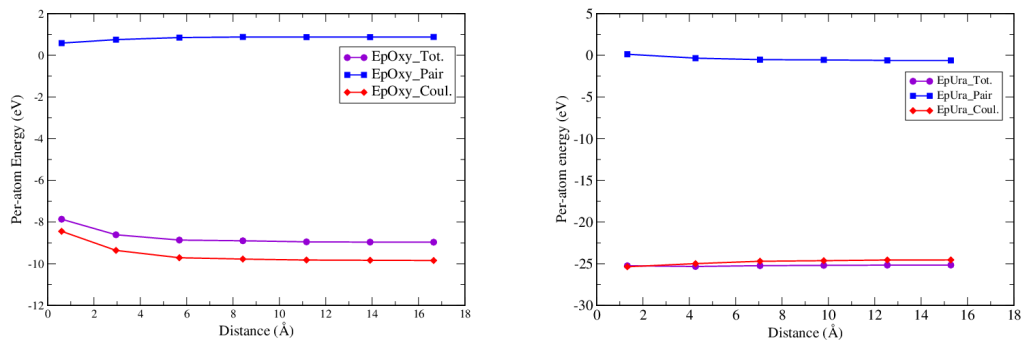 2
0
-2
-4
-6
-8
-10
-12
Per-atom Energy (eV)
EpOxy_Tot.
EpOxy_Pair
EpOxy_Coul.
0 2 4 6 8 10 12 14 16 18
Distance (Å)
5
0
-5
-10
-15
-20
-25
-30
Per-atom energy (eV)
EpUra_Tot.
EpUra_Pair
EpUra_Coul.
0 2 4 6 8 10 12 14 16 18
Distance (Å)